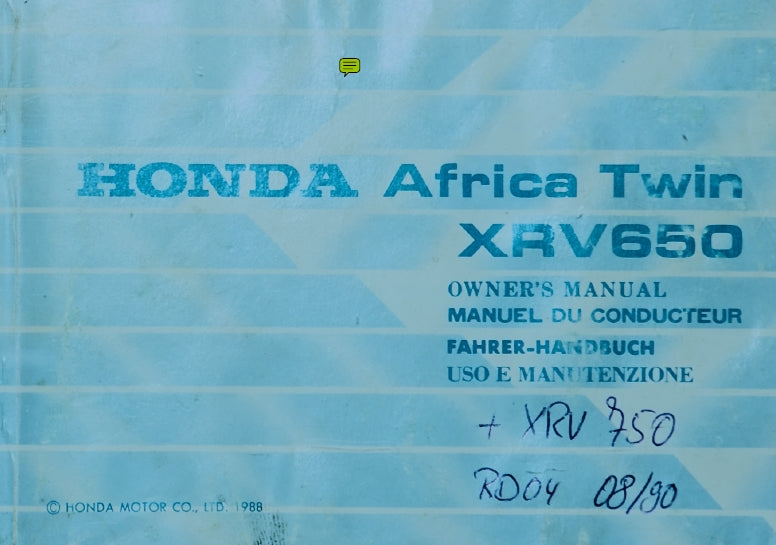 HONDA Africa Twin
XRV650
OWNER'S MANUAL
MANUEL DU CONDUCTEUR
FAHRER-HANDBUCH
USO E MANUTENZIONE
+ XRV 750
RD04 08/90
© HONDA MOTOR CO., LTD. 1988